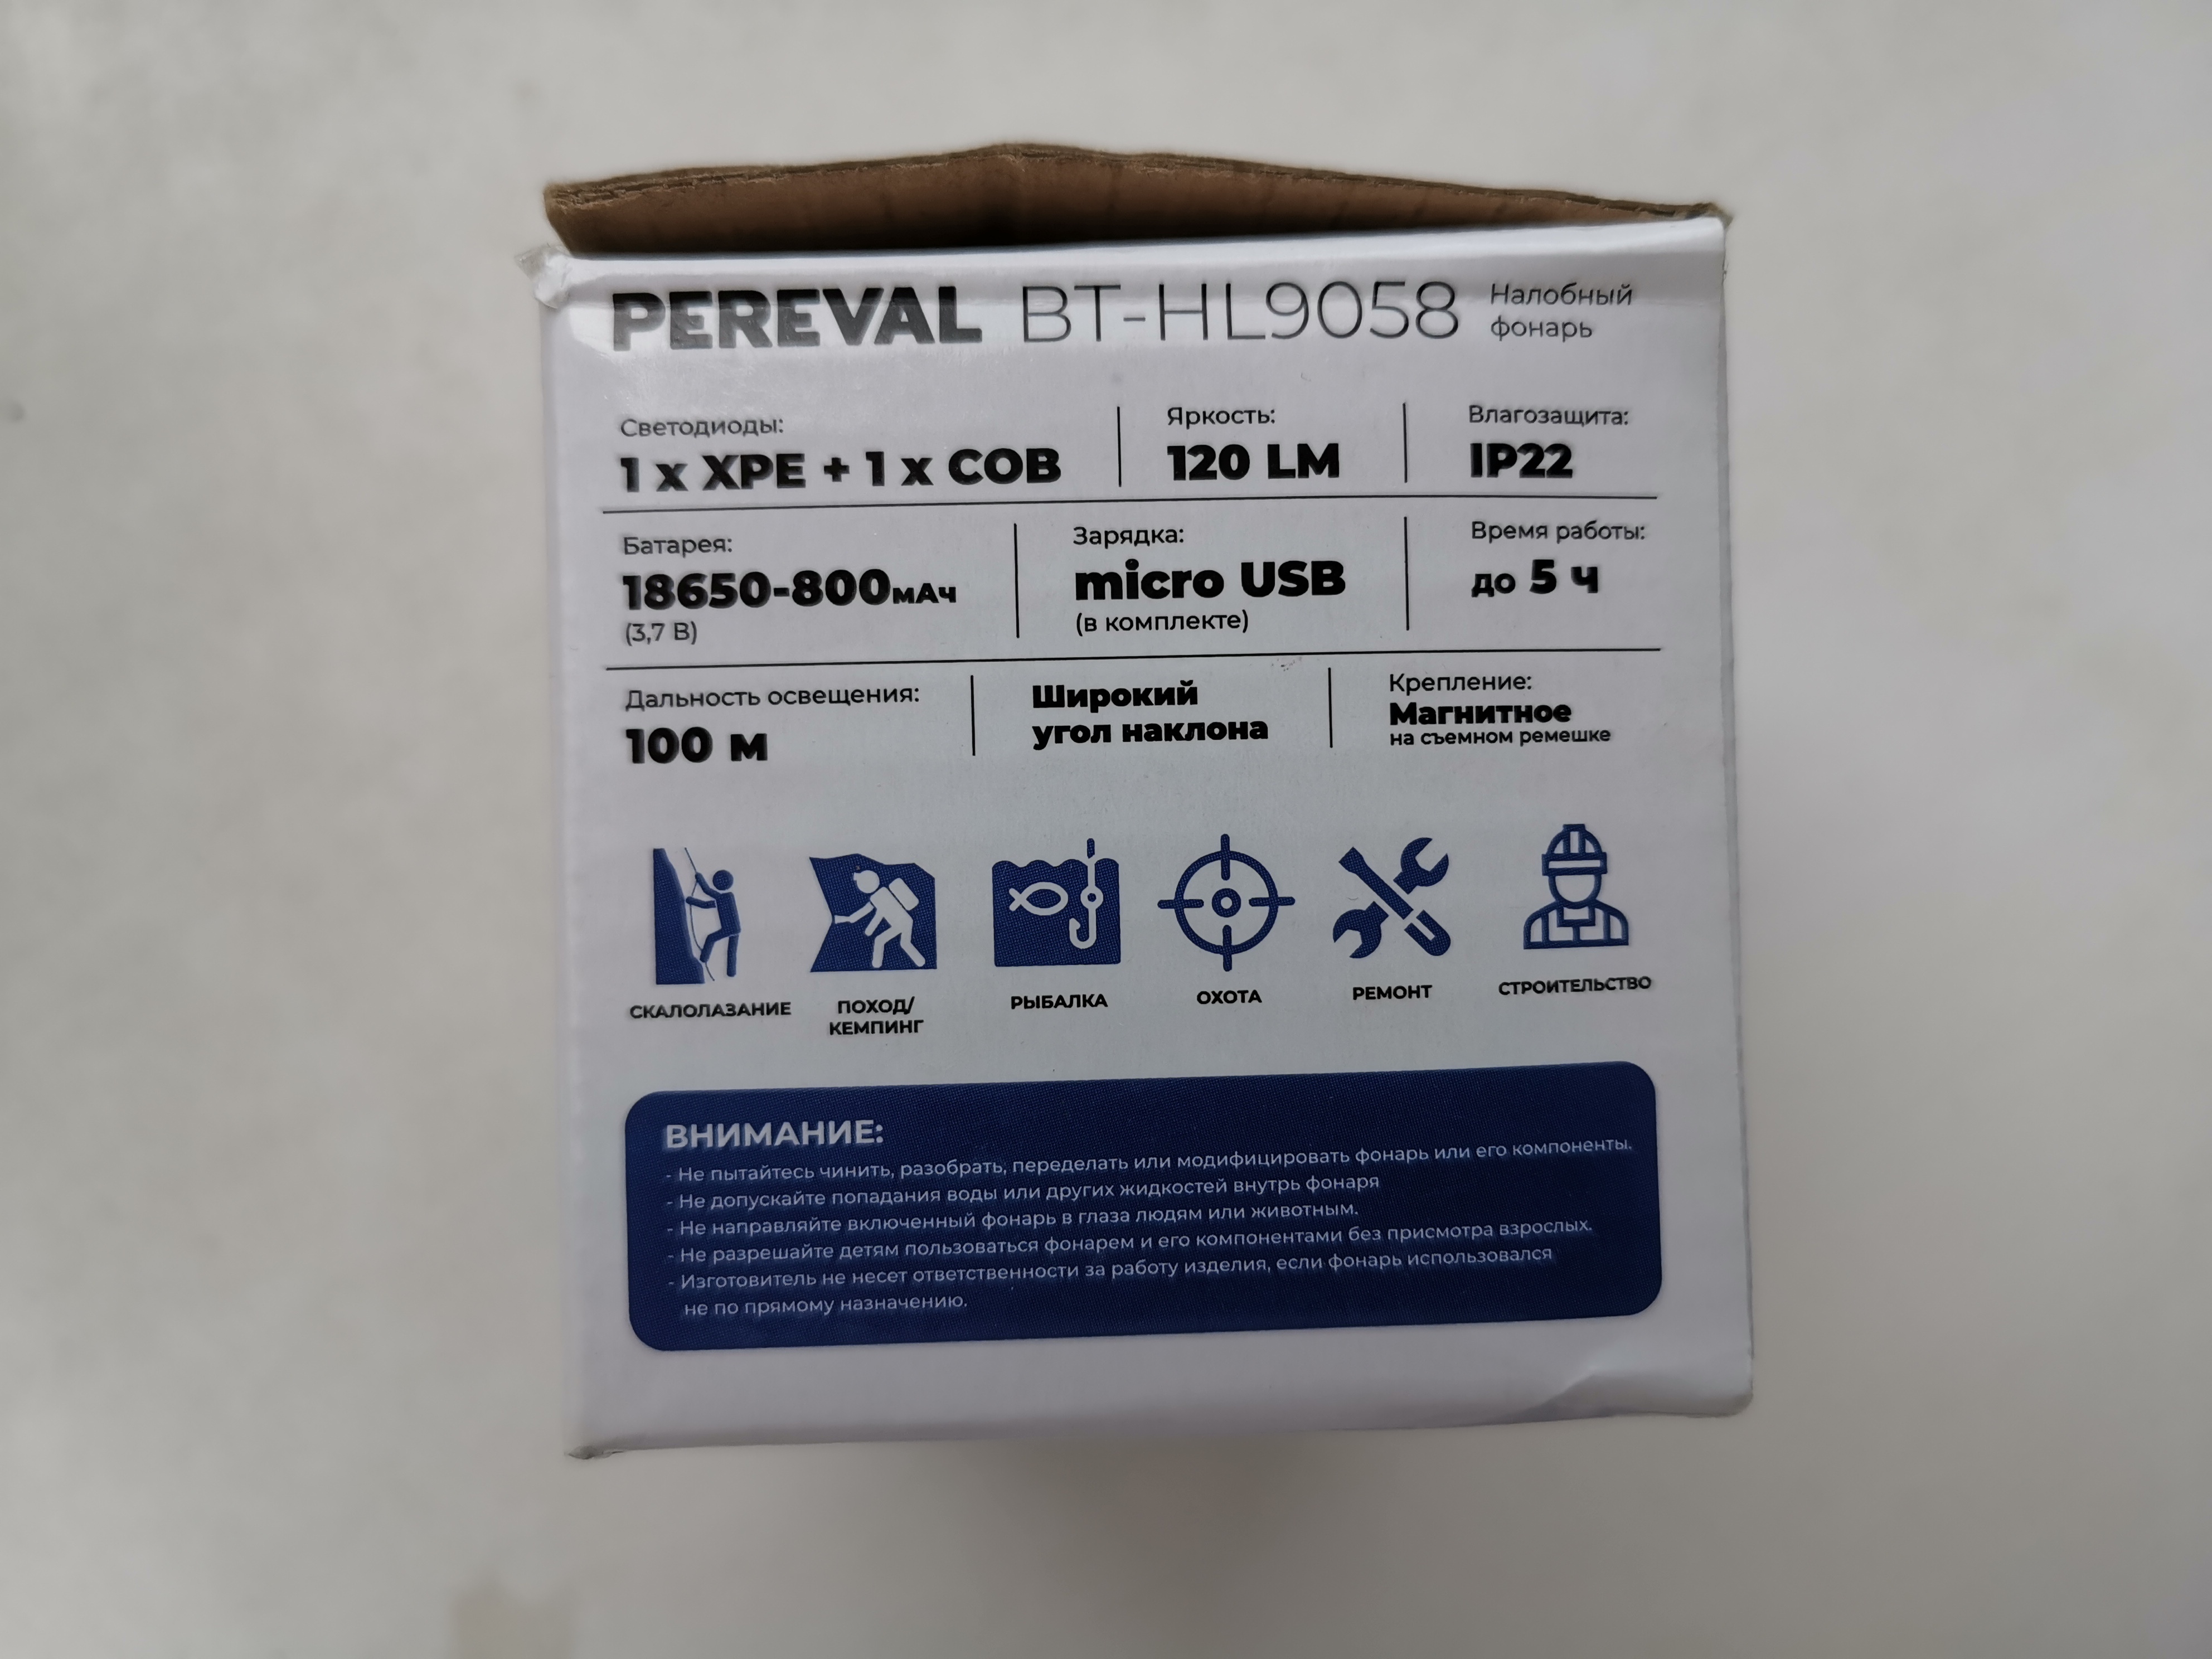 PEREVAL BT-HL9058 Налобный
фонарь
Светодиоды:
1 x XPE + 1 x COB
Яркость:
120 LM
Влагозащита:
IP22
Батарея:
18650-800мАч
(3,7 В)
Зарядка:
micro USB
(в комплекте)
Время работы:
до 5 ч
Дальность освещения:
100 м
Широкий
угол наклона
Крепление:
Магнитное
на съемном ремешке
СКАЛОЛАЗАНИЕ
ПОХОД/
КЕМПИНГ
РЫБАЛКА
ОХОТА
РЕМОНТ
СТРОИТЕЛЬСТВО
ВНИМАНИЕ:
- Не пытайтесь чинить, разобрать, переделать или модифицировать фонарь или его компоненты.
- Не допускайте попадания воды или других жидкостей внутрь фонаря
- Не направляйте включенный фонарь в глаза людям или животным.
- Не разрешайте детям пользоваться фонарем и его компонентами без присмотра взрослых.
- Изготовитель не несет ответственности за работу изделия, если фонарь использовался
не по прямому назначению.